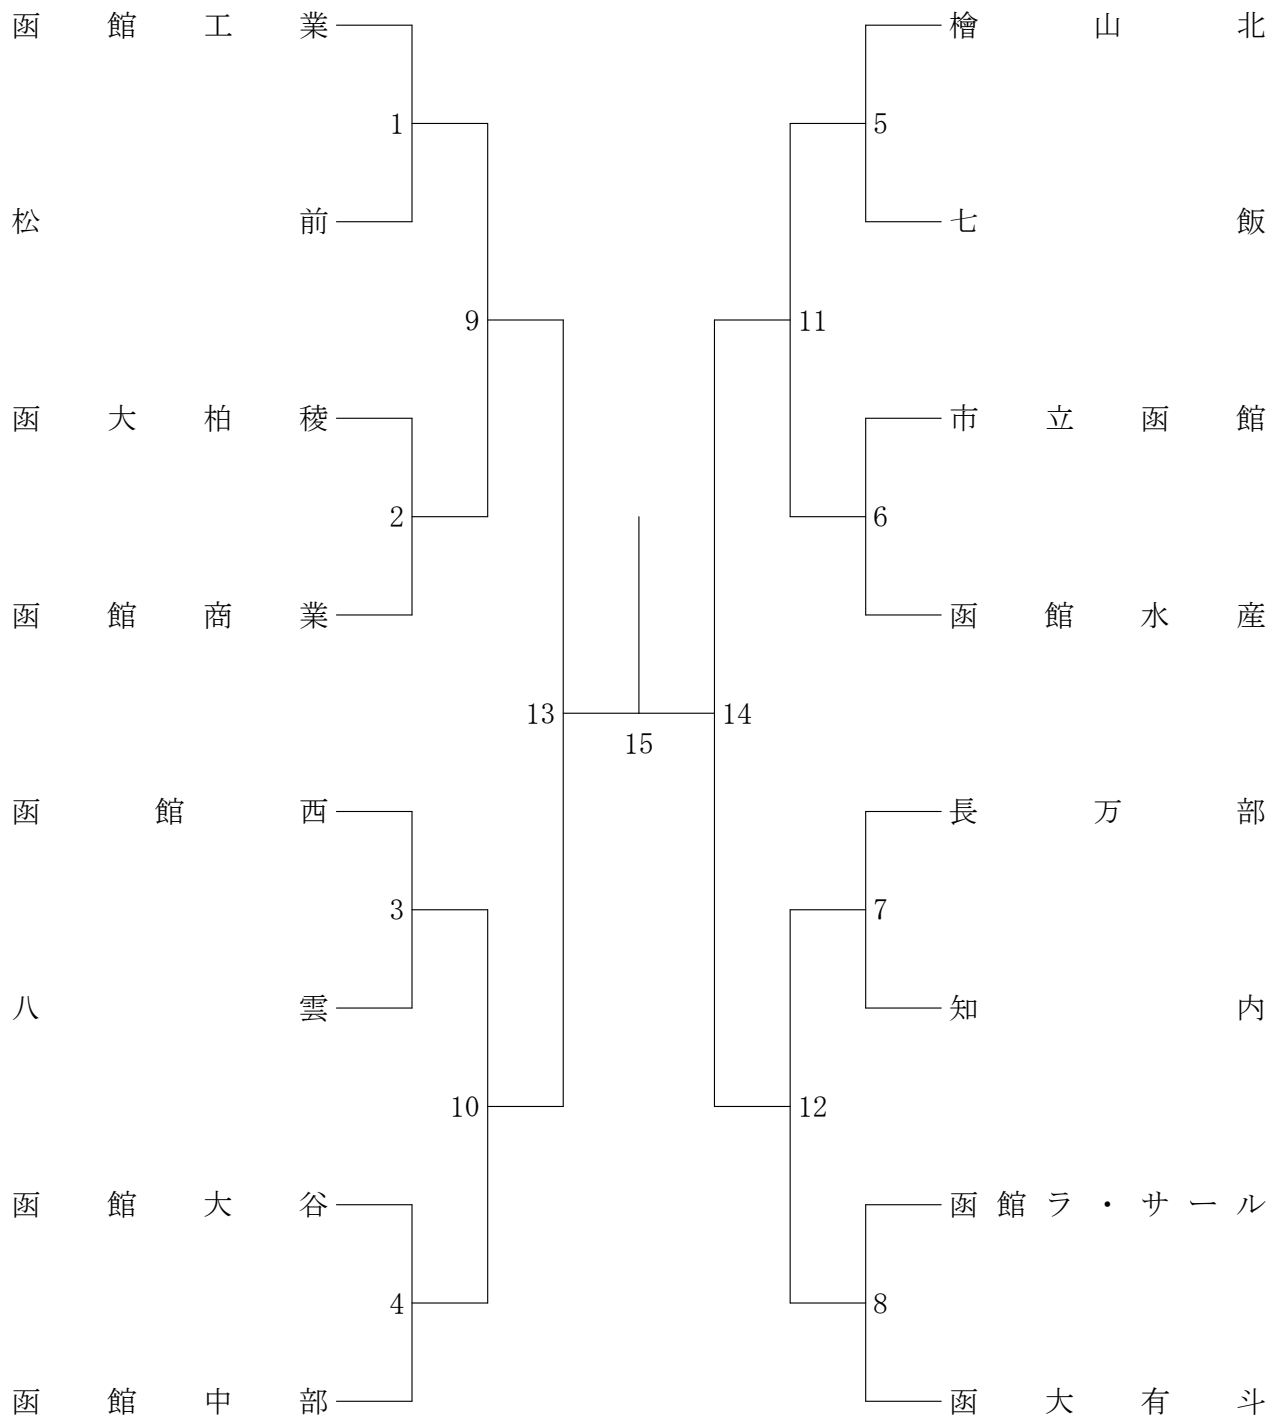 函館工業
1
松前
9
函大柏稜
2
函館商業
13
函館西
3
八雲
10
函館大谷
4
函館中部
15
檜山北
5
七飯
11
市立函館
6
函館水産
14
長万部
7
知内
12
函館ラ・サール
8
函大有斗